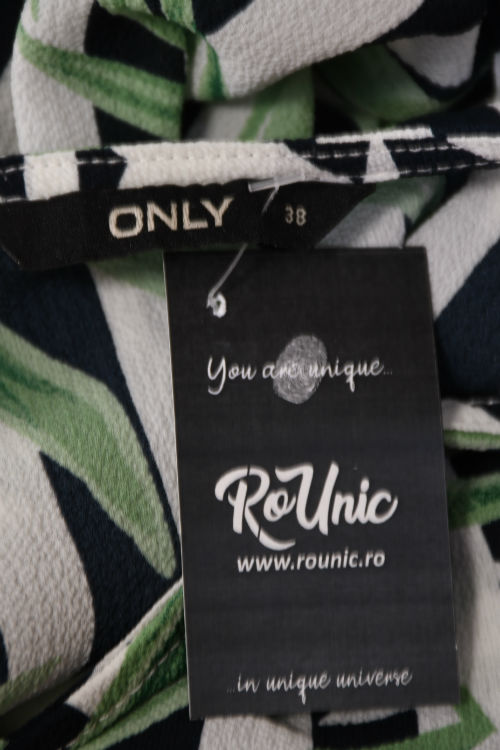 ONLY 38
You are unique...
RoUnic
www.rounic.ro
...in unique universe